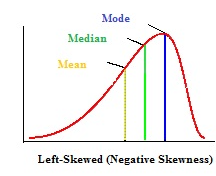 Mode
Median
Mean
Left-Skewed (Negative Skewness)